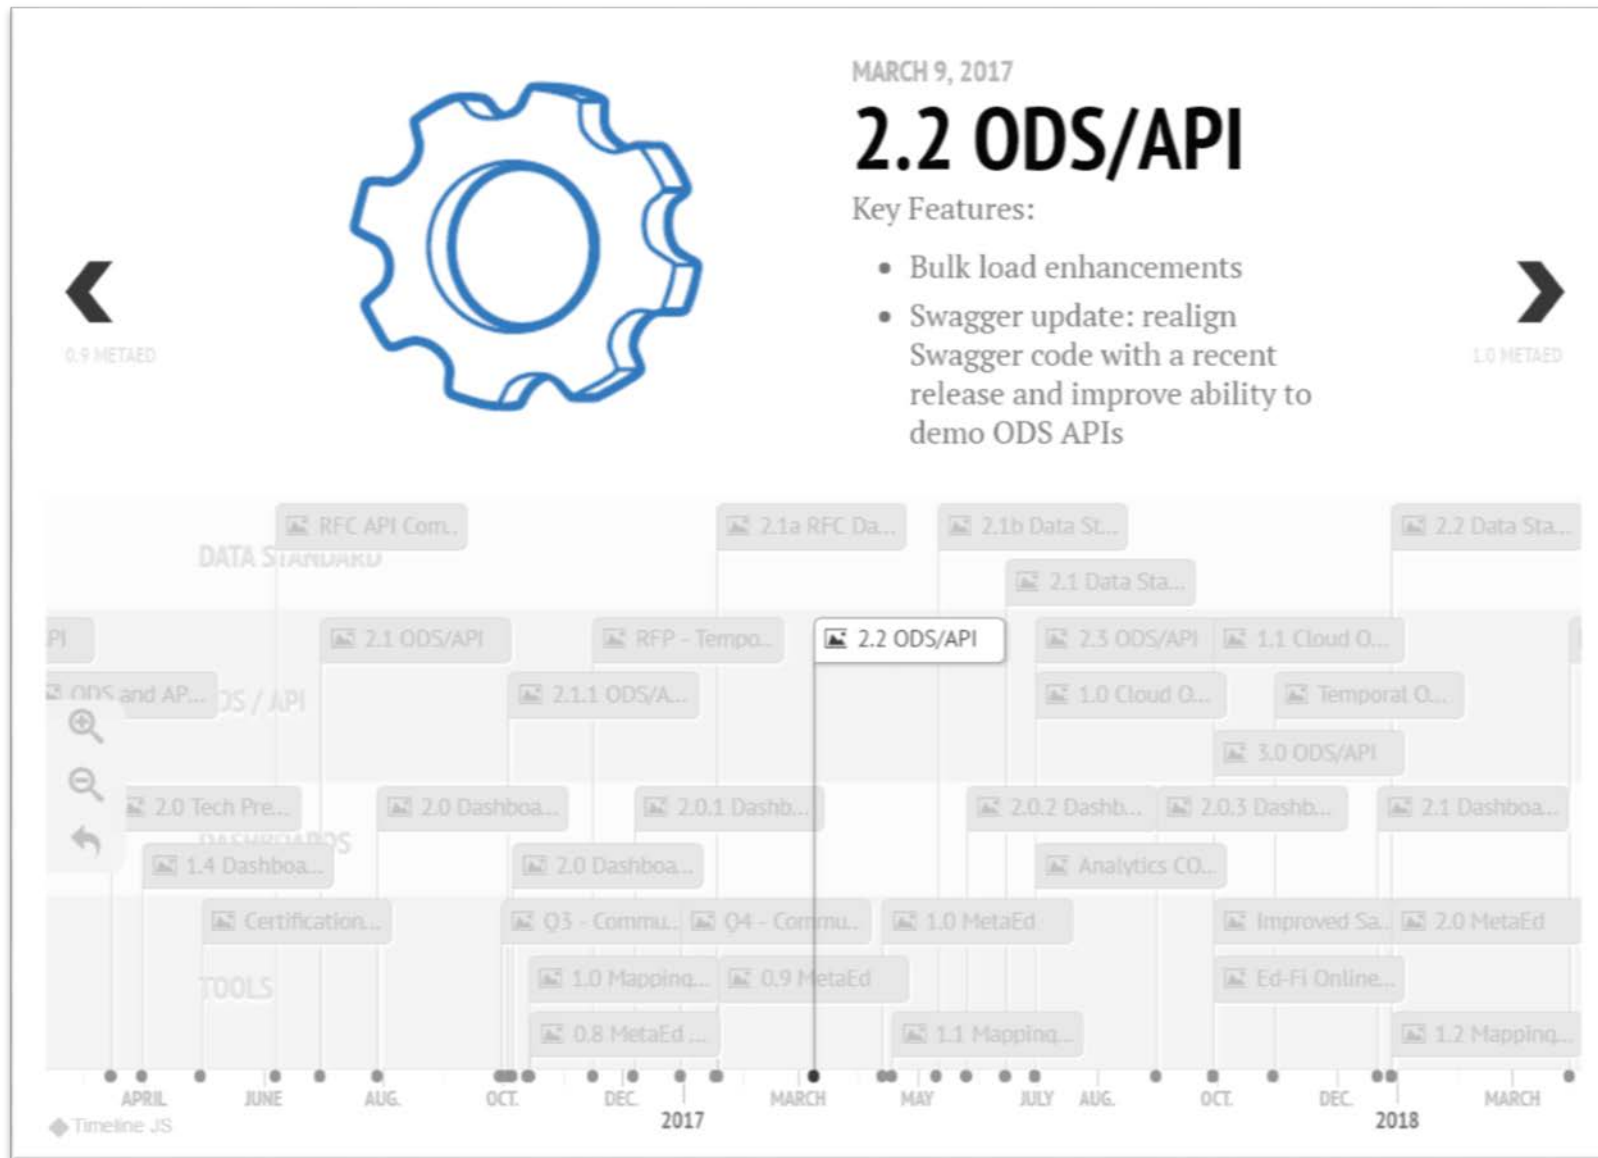 MARCH 9, 2017
2.2 ODS/API
Key Features:
• Bulk load enhancements
• Swagger update: realign
Swagger code with a recent
release and improve ability to
demo ODS APIs
0.9 METAED
1.0 METAED
RFC API Com...
2.1a RFC Da...
2.1b Data St...
2.2 Data Sta...
DATA STANDARD
2.1 Data Sta...
PI
2.1 ODS/API
RFP - Tempo...
2.2 ODS/API
2.3 ODS/API
1.1 Cloud O...
ODS and AP...
DS / API
2.1.1 ODS/A...
1.0 Cloud O...
Temporal O...
3.0 ODS/API
2.0 Tech Pre...
2.0 Dashboa...
2.0.1 Dashb...
2.0.2 Dashb...
2.0.3 Dashb...
2.1 Dashboa...
DASHBOARDS
1.4 Dashboa...
2.0 Dashboa...
Analytics CO...
Certification...
Q3 - Commu...
Q4 - Commu...
1.0 MetaEd
Improved Sa...
2.0 MetaEd
TOOLS
1.0 Mapping...
0.9 MetaEd
Ed-Fi Online...
0.8 MetaEd ...
1.1 Mapping...
1.2 Mapping...
APRIL JUNE AUG. OCT. DEC. MARCH MAY JULY AUG. OCT. DEC. MARCH
2017 2018
Timeline JS